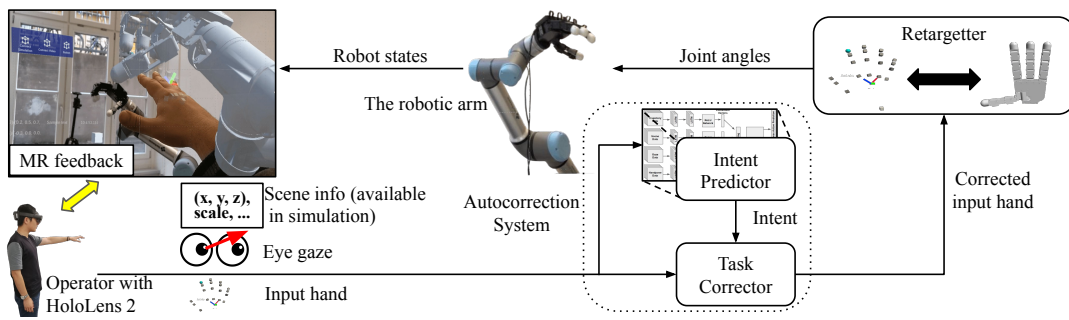 Robot states
Joint angles
Retargetter
The robotic arm
MR feedback
(x, y, z),
scale, ...
Scene info (available
in simulation)
Eye gaze
Autocorrection
System
Intent
Predictor
Intent
Corrected
input hand
Operator with
HoloLens 2
Input hand
Task
Corrector